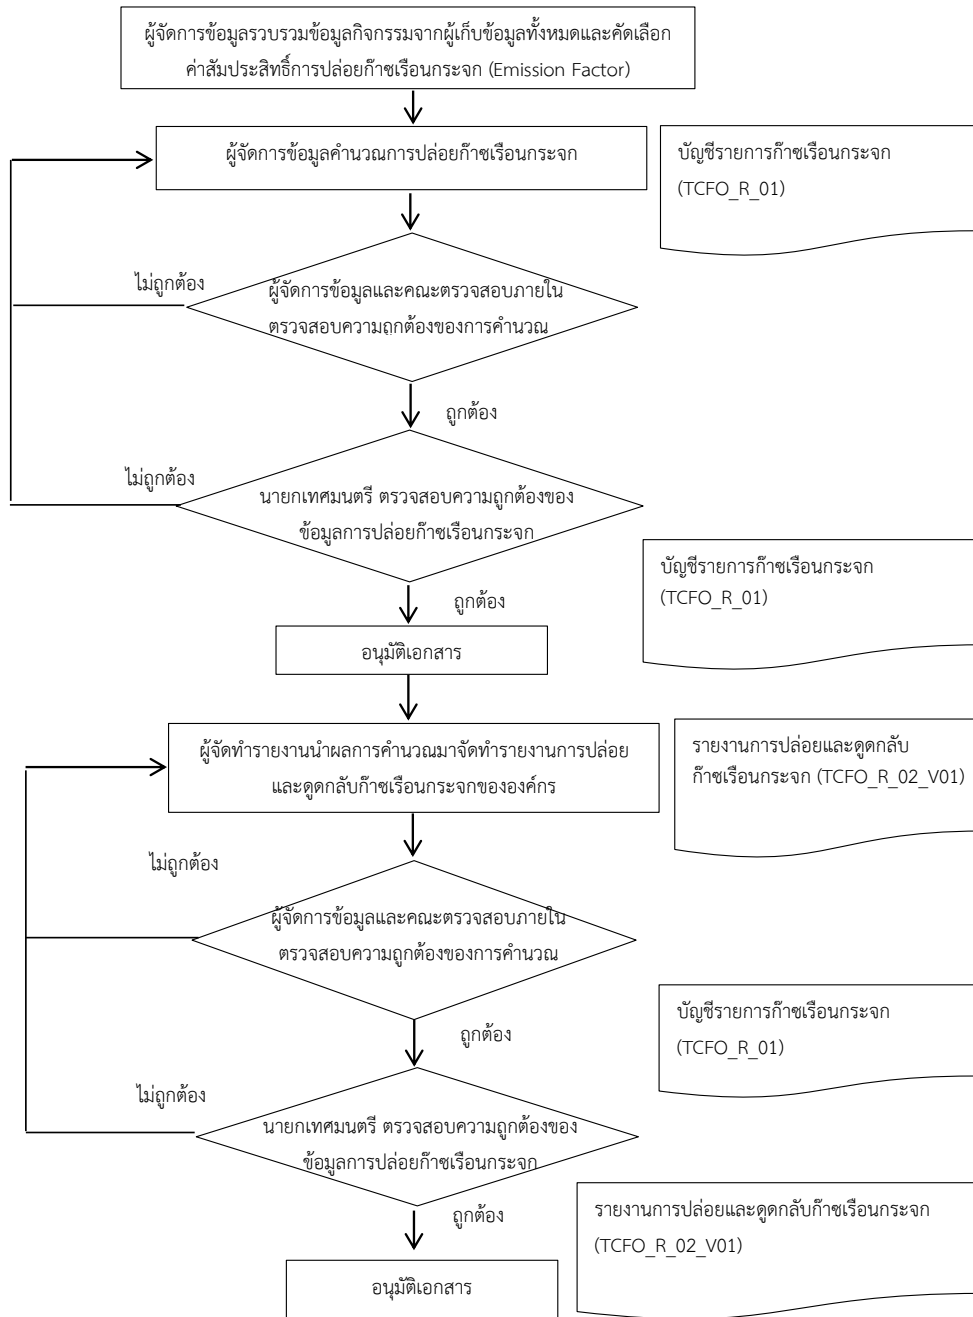 ผู้จัดการข้อมูลรวบรวมข้อมูลกิจกรรมจากผู้เก็บข้อมูลทั้งหมดและคัดเลือก
ค่าสัมประสิทธิ์การปล่อยก๊าซเรือนกระจก (Emission Factor)
ผู้จัดการข้อมูลคำนวณการปล่อยก๊าซเรือนกระจก
บัญชีรายการก๊าซเรือนกระจก
(TCFO_R_01)
ไม่ถูกต้อง
ผู้จัดการข้อมูลและคณะตรวจสอบภายใน
ตรวจสอบความถูกต้องของการคำนวณ
ถูกต้อง
ไม่ถูกต้อง
นายกเทศมนตรี ตรวจสอบความถูกต้องของ
ข้อมูลการปล่อยก๊าซเรือนกระจก
บัญชีรายการก๊าซเรือนกระจก
(TCFO_R_01)
ถูกต้อง
อนุมัติเอกสาร
ผู้จัดทำรายงานนำผลการคำนวณมาจัดทำรายงานการปล่อย
และดูดกลับก๊าซเรือนกระจกขององค์กร
รายงานการปล่อยและดูดกลับ
ก๊าซเรือนกระจก (TCFO_R_02_V01)
ไม่ถูกต้อง
ผู้จัดการข้อมูลและคณะตรวจสอบภายใน
ตรวจสอบความถูกต้องของการคำนวณ
บัญชีรายการก๊าซเรือนกระจก
(TCFO_R_01)
ถูกต้อง
ไม่ถูกต้อง
นายกเทศมนตรี ตรวจสอบความถูกต้องของ
ข้อมูลการปล่อยก๊าซเรือนกระจก
รายงานการปล่อยและดูดกลับก๊าซเรือนกระจก
(TCFO_R_02_V01)
ถูกต้อง
อนุมัติเอกสาร